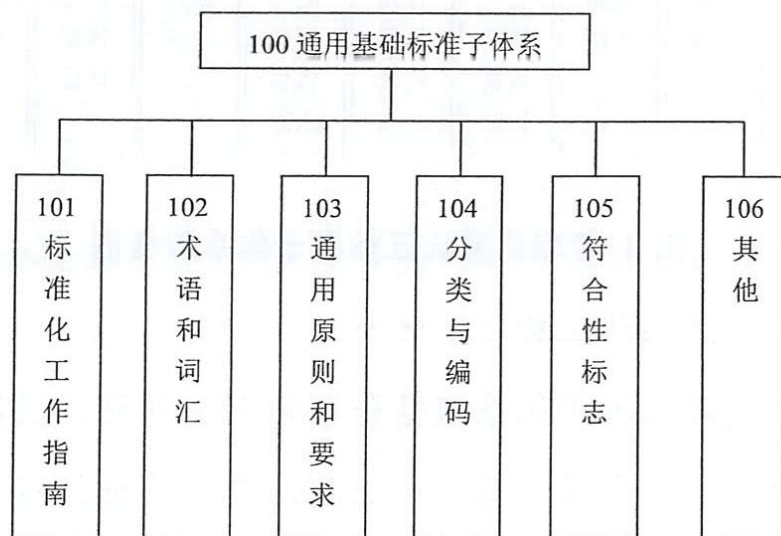 100 通用基础标准子体系
101 标准化工作指南
102 术语和词汇
103 通用原则和要求
104 分类与编码
105 符合性标志
106 其他